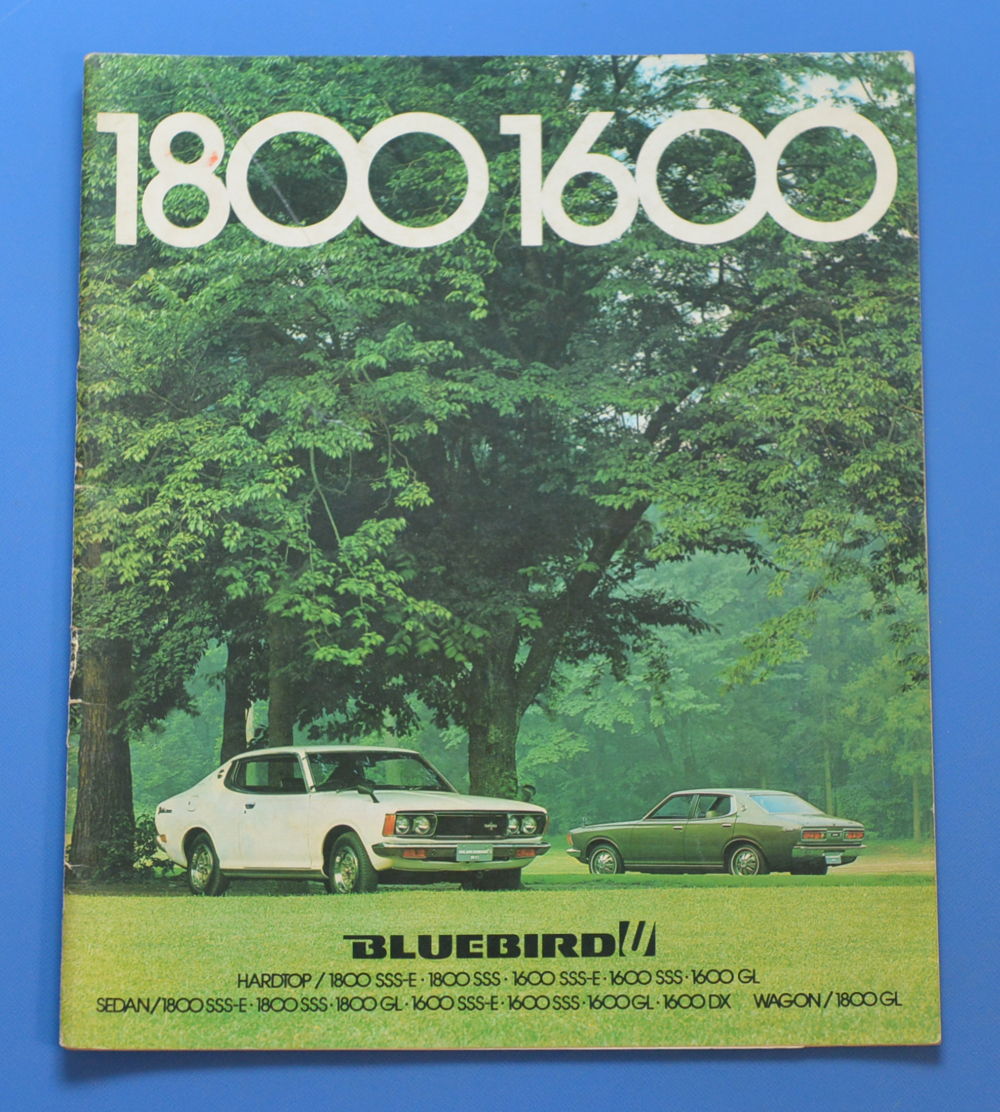 1800 1600
BLUEBIRD U
HARDTOP / 1800 SSS-E · 1800 SSS · 1600 SSS-E · 1600 SSS · 1600 GL
SEDAN/1800 SSS-E · 1800 SSS · 1800 GL · 1600 SSS-E · 1600 SSS · 1600 GL · 1600 DX WAGON / 1800 GL